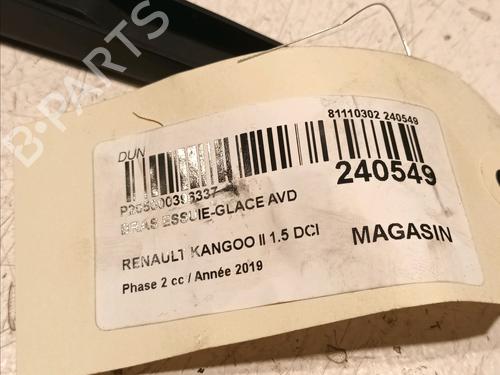 B-PARTS
81110302 240549
DUN
240549
BRAS ESSUIE-GLACE AVD
RENAULT KANGOO II 1.5 DCI
MAGASIN
Phase 2 cc / Année 2019